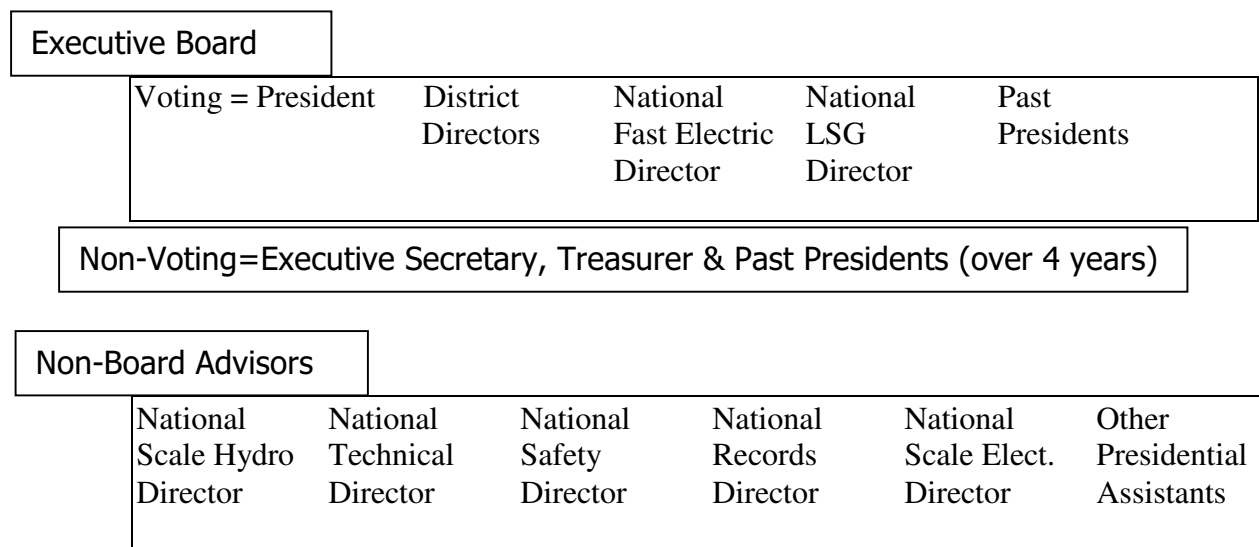 Executive Board
Voting = President District National National Past
Directors Fast Electric LSG Presidents
Director Director
Non-Voting=Executive Secretary, Treasurer & Past Presidents (over 4 years)
Non-Board Advisors
National National National National National Other
Scale Hydro Technical Safety Records Scale Elect. Presidential
Director Director Director Director Director Assistants